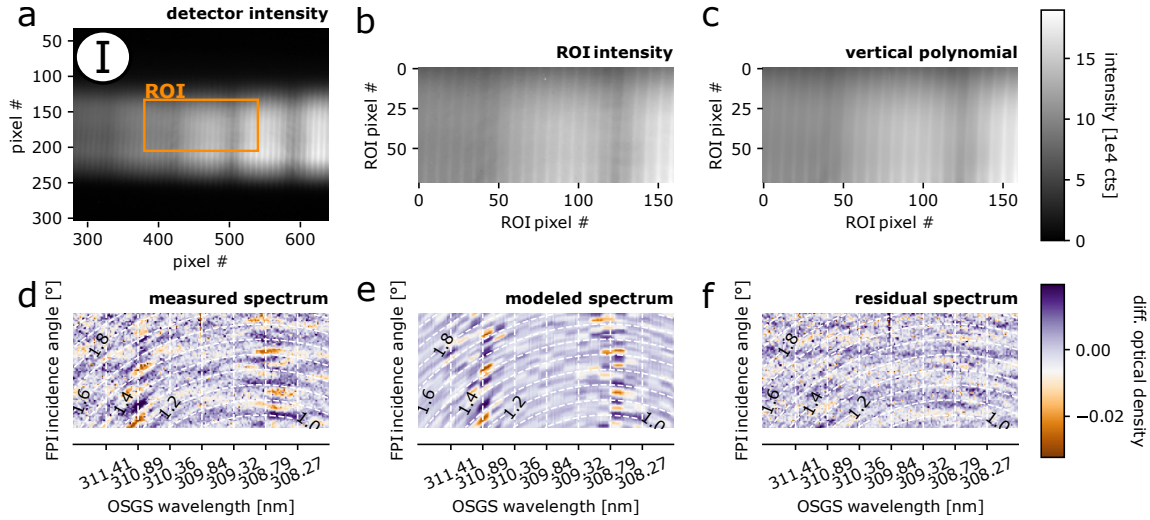 a
detector intensity
I
ROI
50
100
150
200
250
300
pixel #
300
400
500
600
pixel #
b
ROI intensity
0
25
50
ROI pixel #
0
50
100
150
ROI pixel #
c
vertical polynomial
0
25
50
ROI pixel #
0
50
100
150
ROI pixel #
15
10
5
0
intensity [1e4 cts]
d
measured spectrum
FPI incidence angle [°]
1.8
1.6
1.4
1.2
1.0
311.41
310.89
310.36
309.84
309.32
308.79
308.27
OSGS wavelength [nm]
e
modeled spectrum
FPI incidence angle [°]
1.8
1.6
1.4
1.2
1.0
311.41
310.89
310.36
309.84
309.32
308.79
308.27
OSGS wavelength [nm]
f
residual spectrum
FPI incidence angle [°]
1.8
1.6
1.4
1.2
1.0
311.41
310.89
310.36
309.84
309.32
308.79
308.27
OSGS wavelength [nm]
0.00
−0.02
diff. optical density